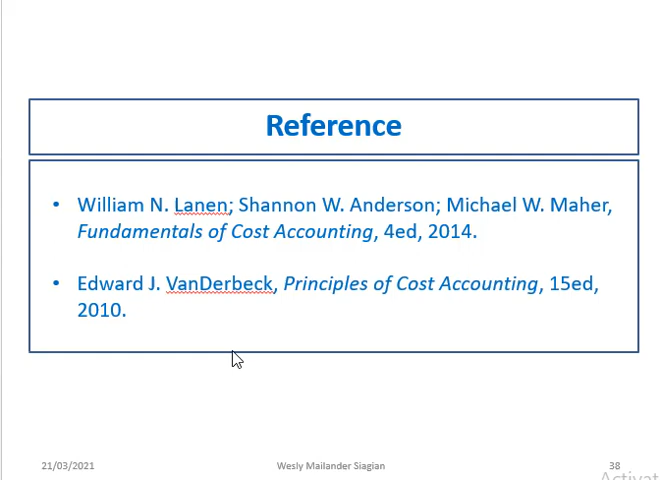 Reference
• William N. Lanen; Shannon W. Anderson; Michael W. Maher,
Fundamentals of Cost Accounting, 4ed, 2014.
• Edward J. VanDerbeck, Principles of Cost Accounting, 15ed,
2010.
21/03/2021
Wesly Mailander Siagian
38
Activat